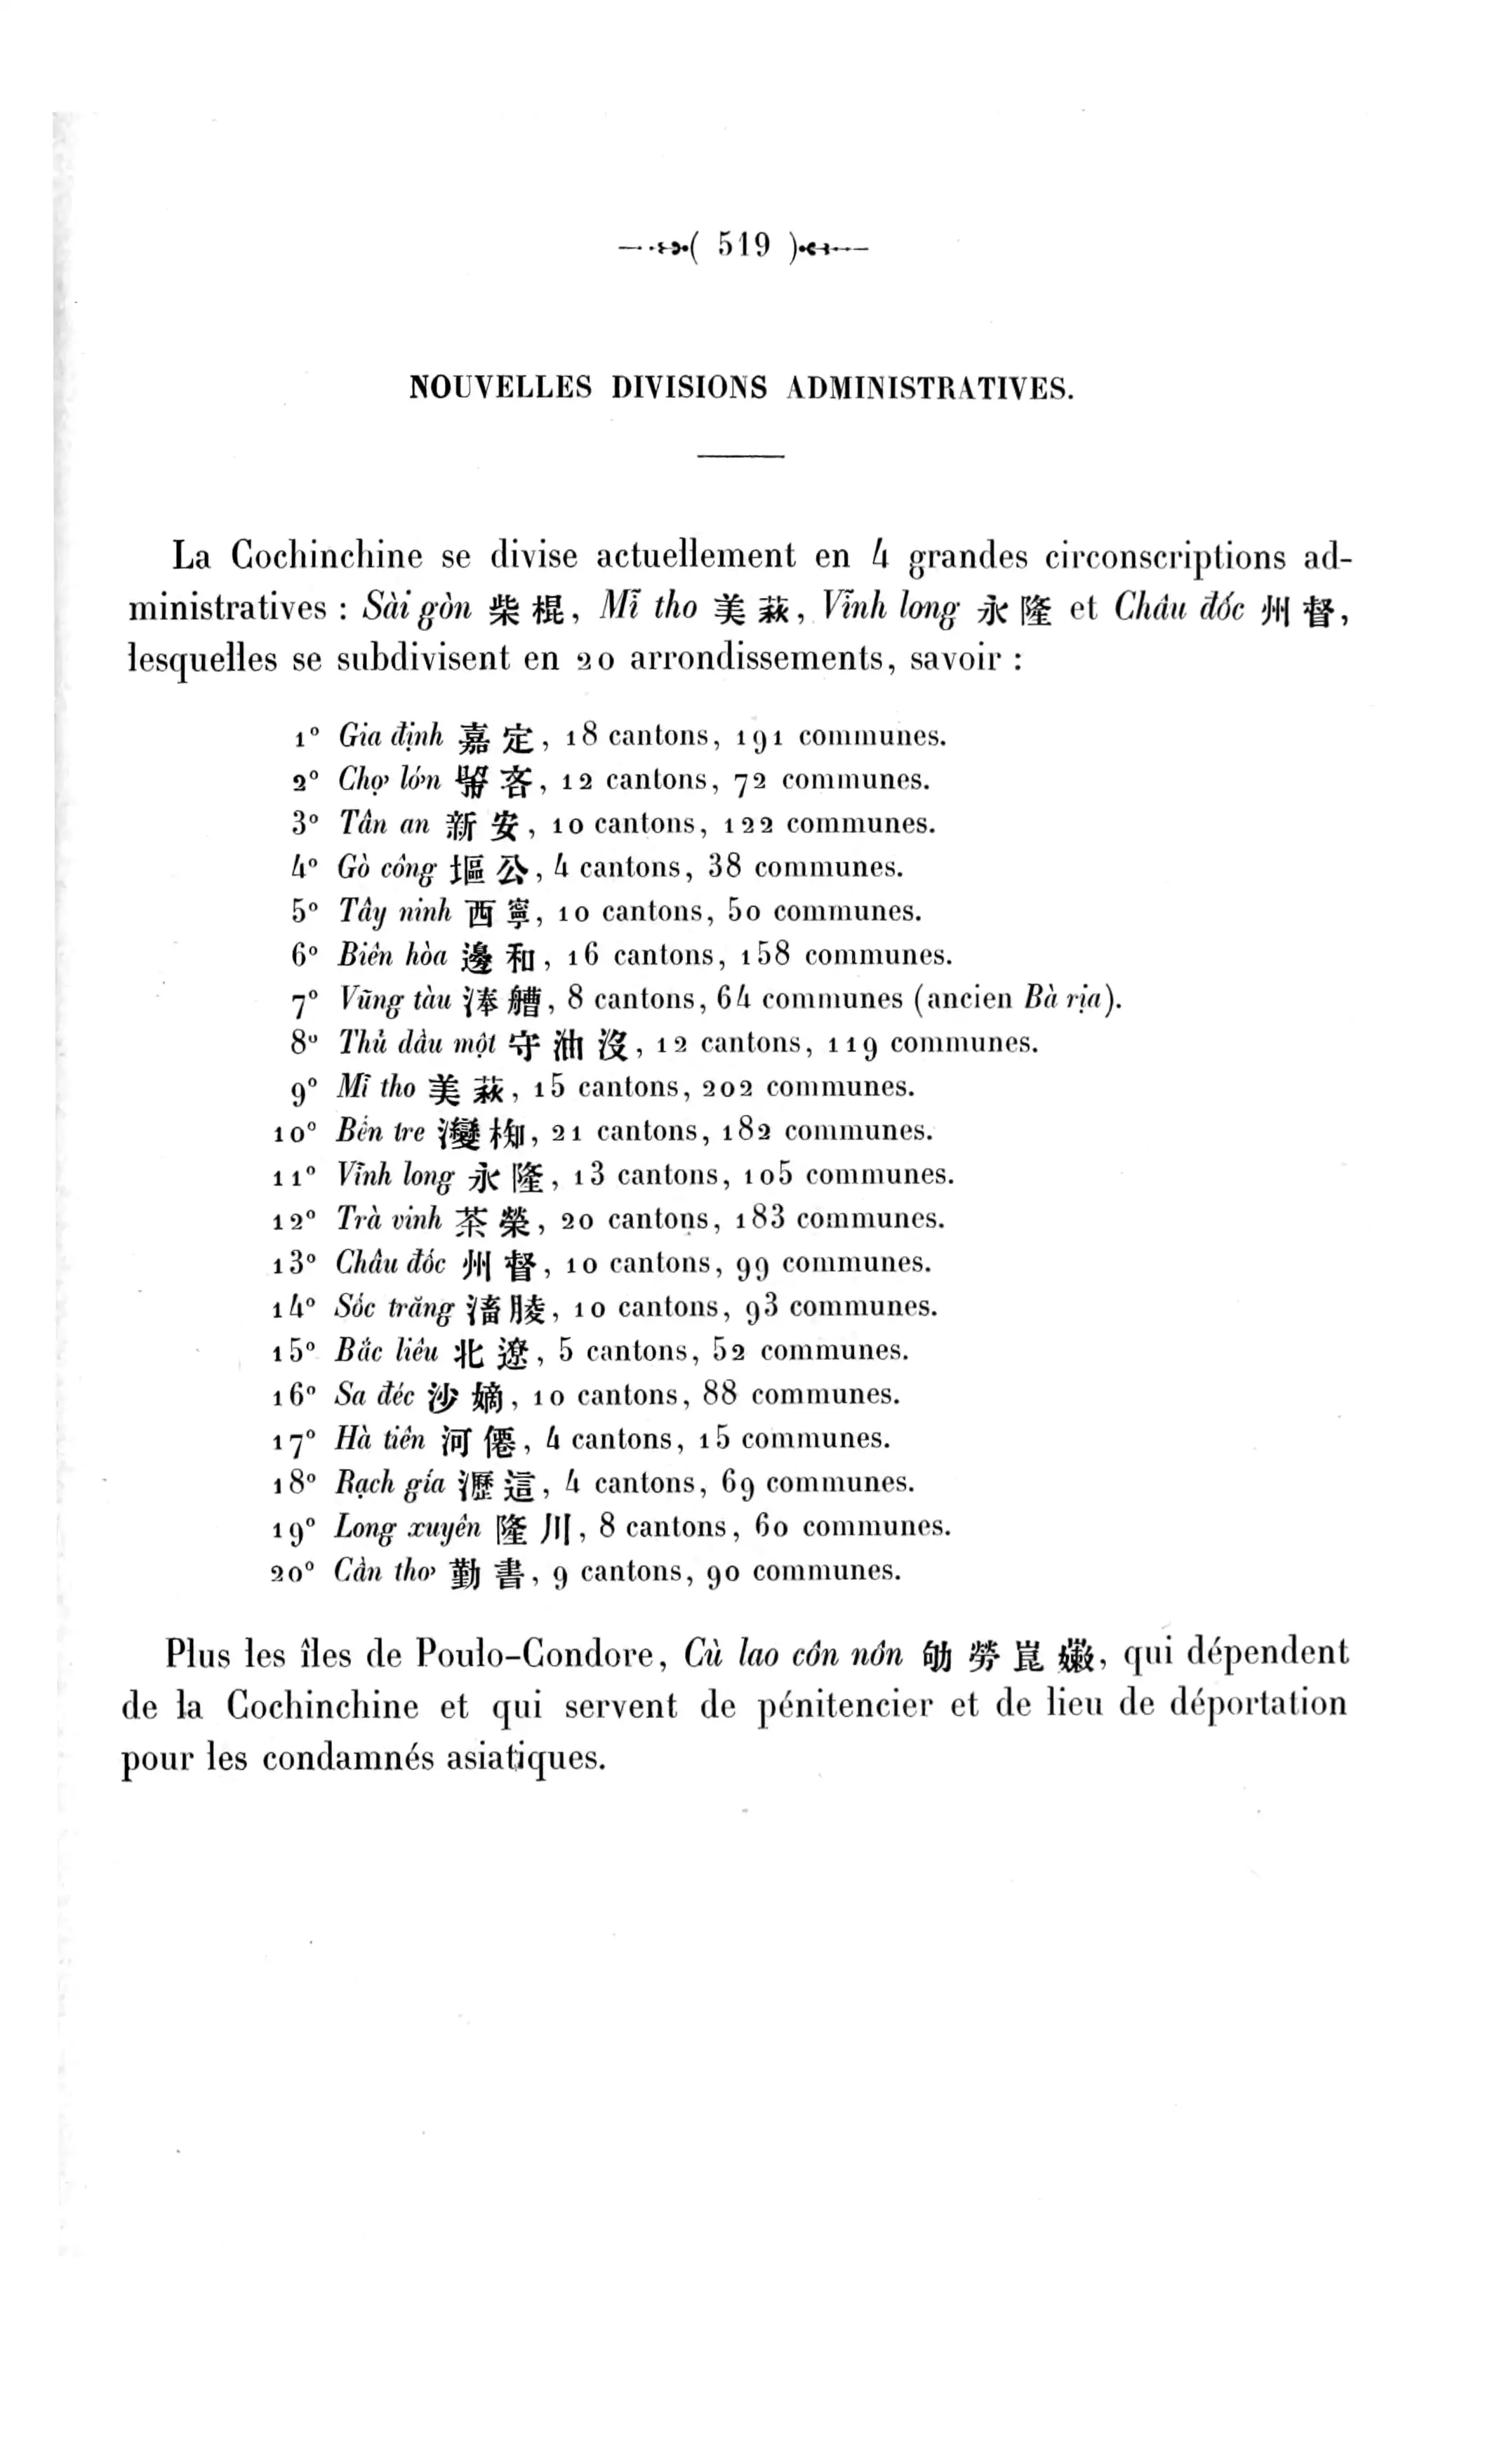 ( 519 )
NOUVELLES DIVISIONS ADMINISTRATIVES.
La Cochinchine se divise actuellement en 4 grandes circonscriptions ad-
ministratives : Sài gòn 柴棍, Mĩ tho 美萩, Vĩnh long 永隆 et Châu đốc 州督,
lesquelles se subdivisent en 20 arrondissements, savoir :
1° Gia định 嘉定, 18 cantons, 191 communes.
2° Chợ lớn, 12 cantons, 72 communes.
3° Tân an 新安, 10 cantons, 122 communes.
4° Gò công 塸公, 4 cantons, 38 communes.
5° Tây ninh 西寧, 10 cantons, 50 communes.
6° Biên hòa 邊和, 16 cantons, 158 communes.
7° Vũng tàu 湊艚, 8 cantons, 64 communes (ancien Bà rịa).
8° Thủ dầu một 守油沒, 12 cantons, 119 communes.
9° Mĩ tho 美萩, 15 cantons, 202 communes.
10° Bến tre 灣椥, 21 cantons, 182 communes.
11° Vĩnh long 永隆, 13 cantons, 105 communes.
12° Trà vinh 茶榮, 20 cantons, 183 communes.
13° Châu đốc 州督, 10 cantons, 99 communes.
14° Sóc trăng 滀, 10 cantons, 93 communes.
15° Bắc liêu 北遼, 5 cantons, 52 communes.
16° Sa đéc 沙嫡, 10 cantons, 88 communes.
17° Hà tiên 河僊, 4 cantons, 15 communes.
18° Rạch gía 瀝這, 4 cantons, 69 communes.
19° Long xuyên 隆川, 8 cantons, 60 communes.
20° Cần thơ 勤書, 9 cantons, 90 communes.
Plus les îles de Poulo-Condore, Cù lao côn nôn 劬勞崑嫩, qui dépendent
de la Cochinchine et qui servent de pénitencier et de lieu de déportation
pour les condamnés asiatiques.